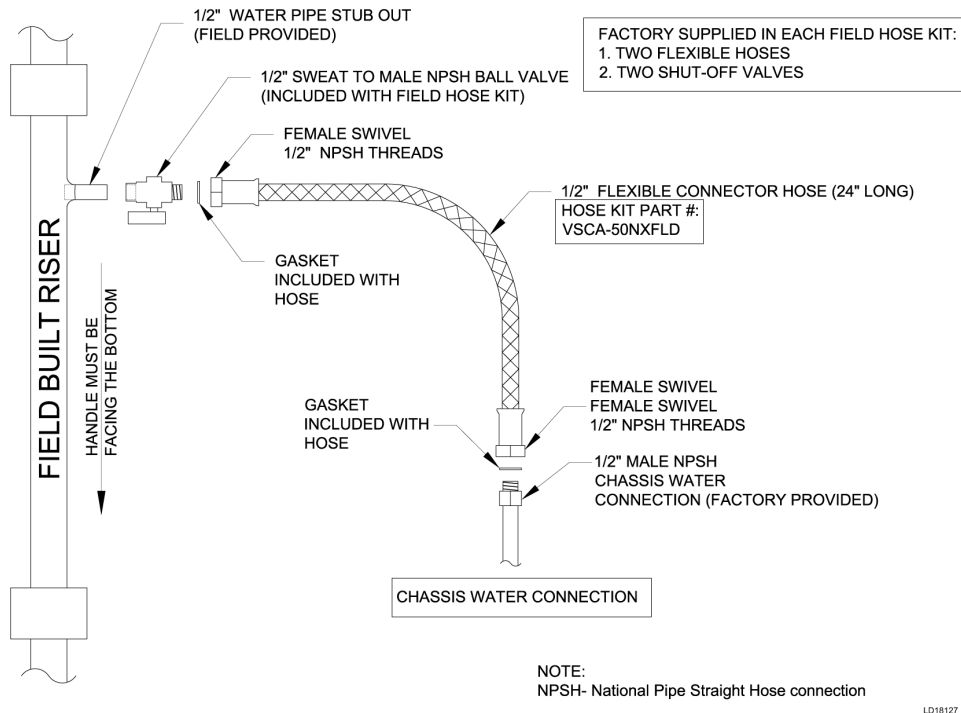 1/2" WATER PIPE STUB OUT
(FIELD PROVIDED)
FACTORY SUPPLIED IN EACH FIELD HOSE KIT:
1. TWO FLEXIBLE HOSES
2. TWO SHUT-OFF VALVES
1/2" SWEAT TO MALE NPSH BALL VALVE
(INCLUDED WITH FIELD HOSE KIT)
FEMALE SWIVEL
1/2" NPSH THREADS
1/2" FLEXIBLE CONNECTOR HOSE (24" LONG)
HOSE KIT PART #:
VSCA-50NXFLD
GASKET
INCLUDED WITH
HOSE
FIELD BUILT RISER
HANDLE MUST BE
FACING THE BOTTOM
GASKET
INCLUDED WITH
HOSE
FEMALE SWIVEL
FEMALE SWIVEL
1/2" NPSH THREADS
1/2" MALE NPSH
CHASSIS WATER
CONNECTION (FACTORY PROVIDED)
CHASSIS WATER CONNECTION
NOTE:
NPSH- National Pipe Straight Hose connection
LD18127